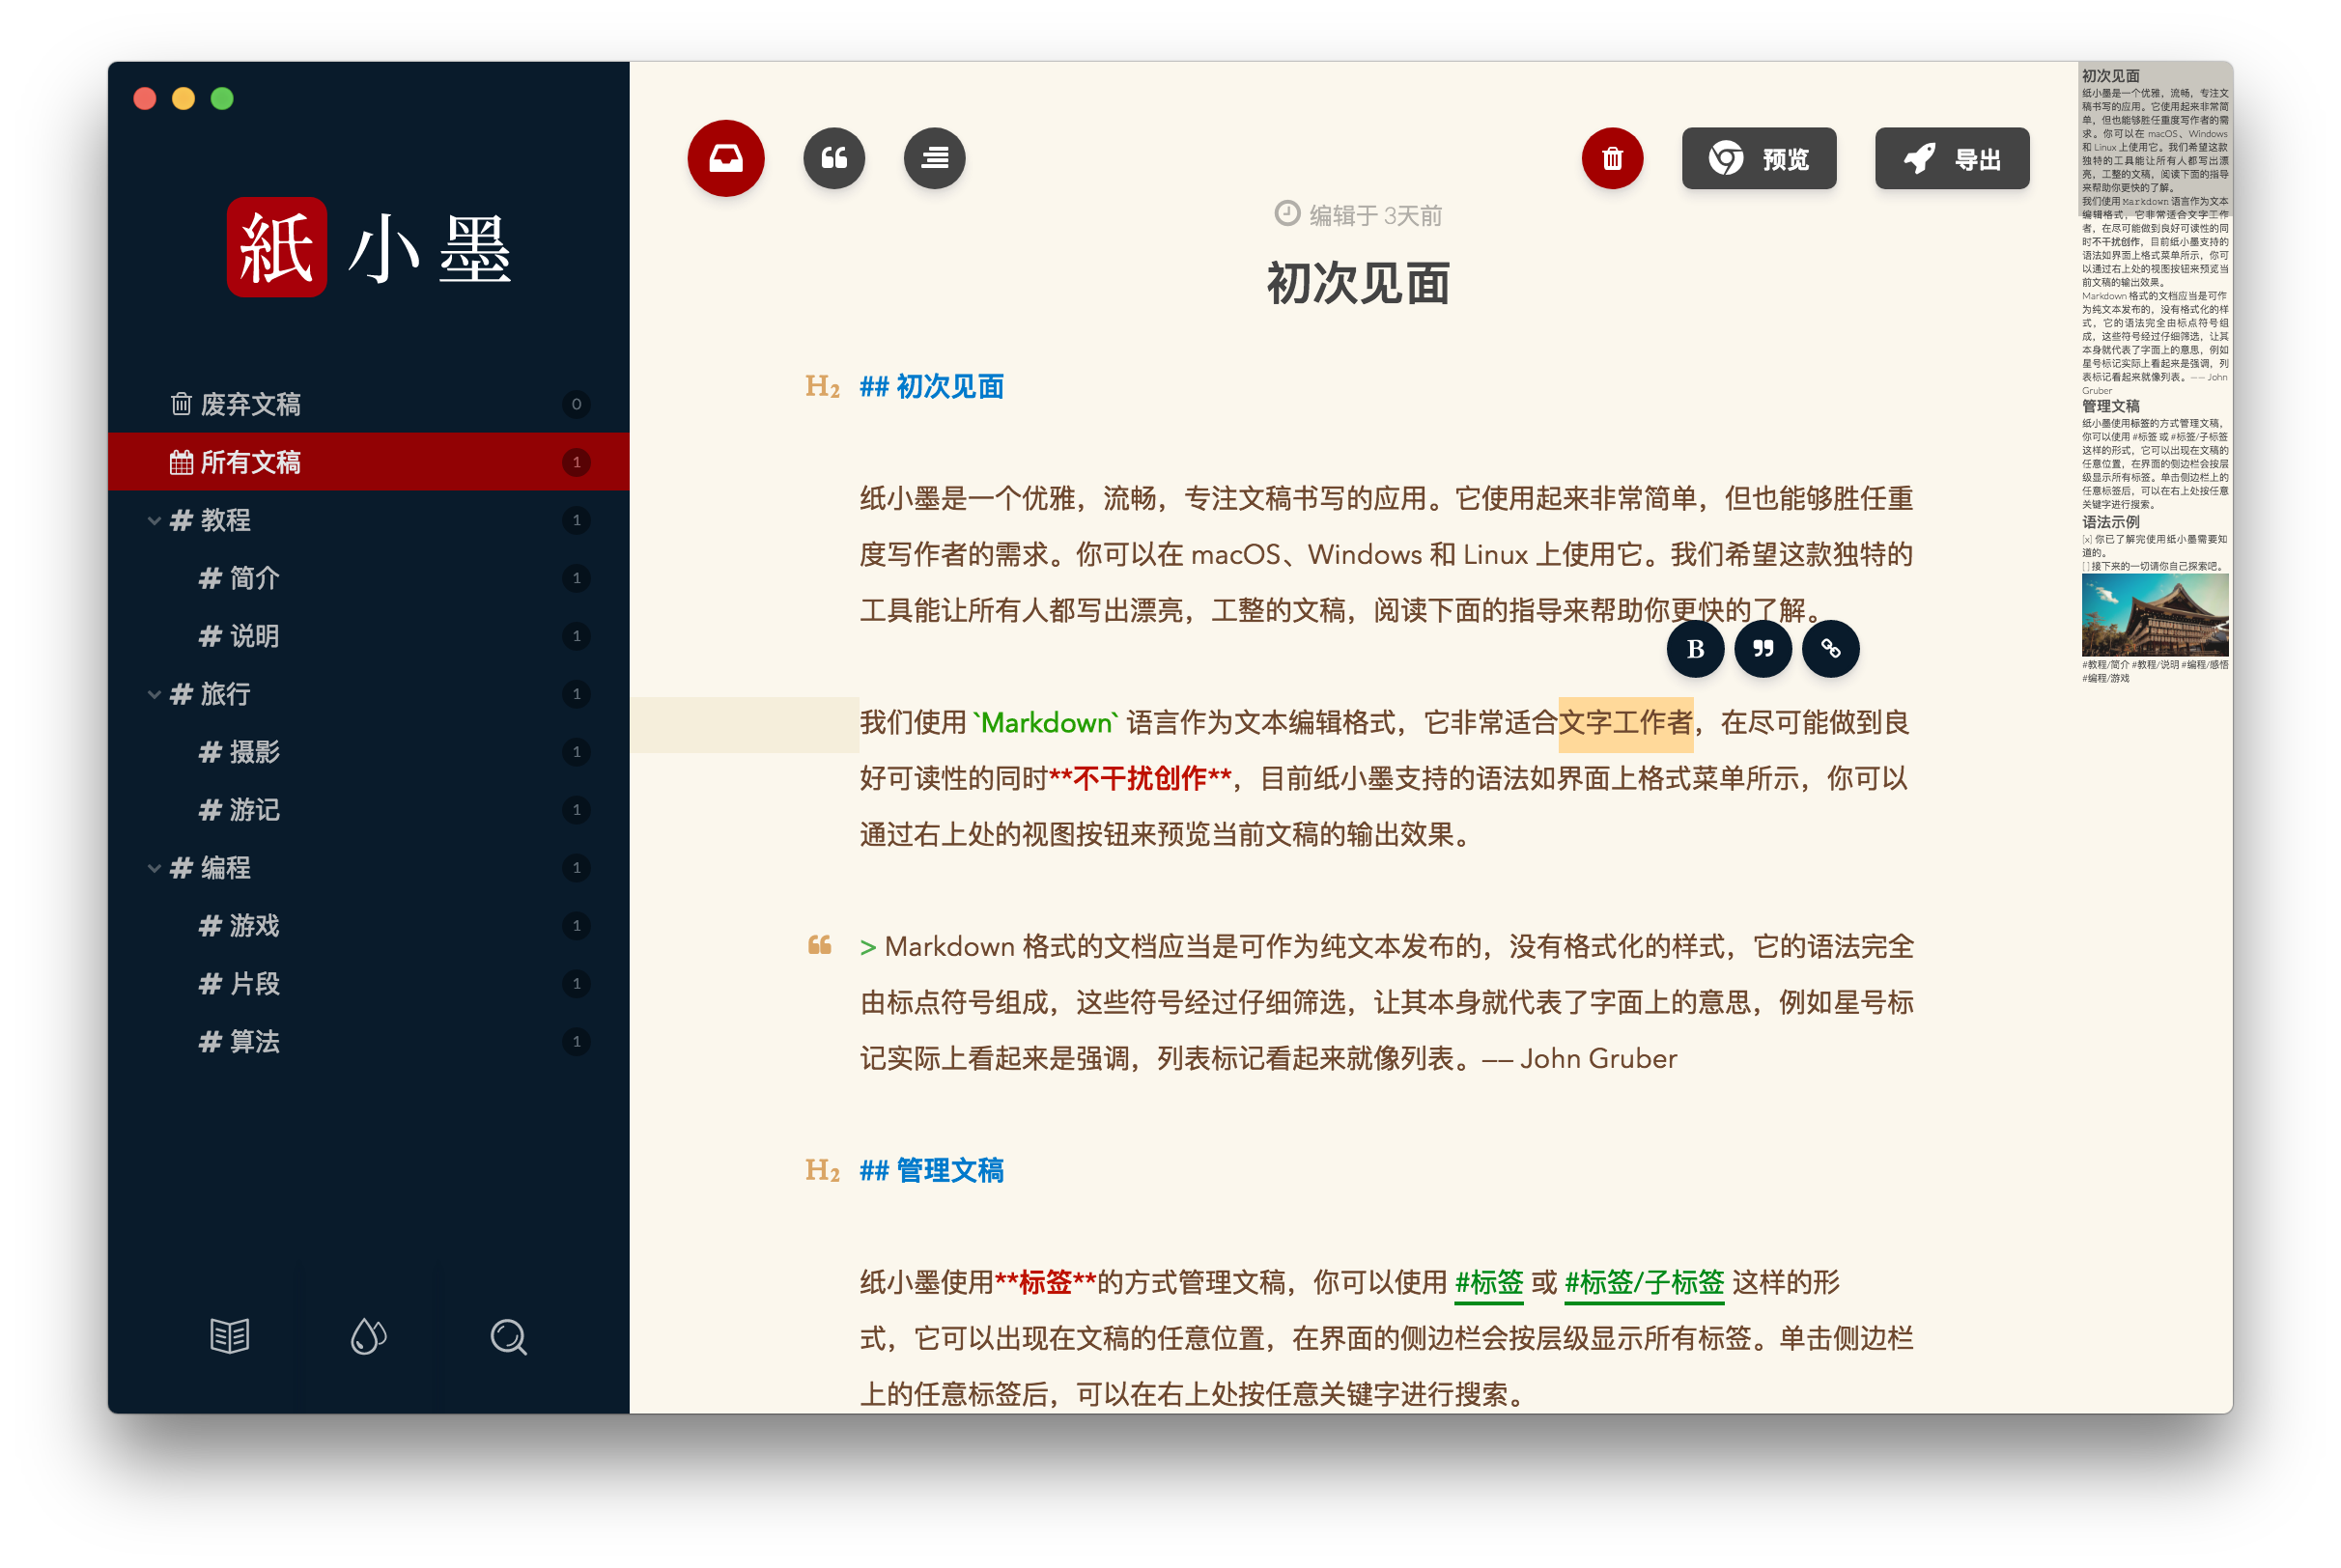 紙小墨
废弃文稿 0
所有文稿 1
# 教程 1
# 简介 1
# 说明 1
# 旅行 1
# 摄影 1
# 游记 1
# 编程 1
# 游戏 1
# 片段 1
# 算法 1
预览
导出
编辑于 3天前
初次见面
H2 ## 初次见面
纸小墨是一个优雅，流畅，专注文稿书写的应用。它使用起来非常简单，但也能够胜任重
度写作者的需求。你可以在 macOS、Windows 和 Linux 上使用它。我们希望这款独特的
工具能让所有人都写出漂亮，工整的文稿，阅读下面的指导来帮助你更快的了解。
B
我们使用 `Markdown` 语言作为文本编辑格式，它非常适合文字工作者，在尽可能做到良
好可读性的同时**不干扰创作**，目前纸小墨支持的语法如界面上格式菜单所示，你可以
通过右上处的视图按钮来预览当前文稿的输出效果。
> Markdown 格式的文档应当是可作为纯文本发布的，没有格式化的样式，它的语法完全
由标点符号组成，这些符号经过仔细筛选，让其本身就代表了字面上的意思，例如星号标
记实际上看起来是强调，列表标记看起来就像列表。—— John Gruber
H2 ## 管理文稿
纸小墨使用**标签**的方式管理文稿，你可以使用 #标签 或 #标签/子标签 这样的形
式，它可以出现在文稿的任意位置，在界面的侧边栏会按层级显示所有标签。单击侧边栏
上的任意标签后，可以在右上处按任意关键字进行搜索。
初次见面
纸小墨是一个优雅，流畅，专注文
稿书写的应用。它使用起来非常简
单，但也能够胜任重度写作者的需
求。你可以在 macOS、Windows
和 Linux 上使用它。我们希望这款
独特的工具能让所有人都写出漂
亮，工整的文稿，阅读下面的指导
来帮助你更快的了解。
我们使用 Markdown 语言作为文本
编辑格式，它非常适合文字工作
者，在尽可能做到良好可读性的同
时不干扰创作，目前纸小墨支持的
语法如界面上格式菜单所示，你可
以通过右上处的视图按钮来预览当
前文稿的输出效果。
Markdown 格式的文档应当是可作
为纯文本发布的，没有格式化的样
式，它的语法完全由标点符号组
成，这些符号经过仔细筛选，让其
本身就代表了字面上的意思，例如
星号标记实际上看起来是强调，列
表标记看起来就像列表。—— John
Gruber
管理文稿
纸小墨使用标签的方式管理文稿，
你可以使用 #标签 或 #标签/子标签
这样的形式，它可以出现在文稿的
任意位置，在界面的侧边栏会按层
级显示所有标签。单击侧边栏上的
任意标签后，可以在右上处按任意
关键字进行搜索。
语法示例
[x] 你已了解完使用纸小墨需要知
道的。
[ ] 接下来的一切请你自己探索吧。
#教程/简介 #教程/说明 #编程/感悟
#编程/游戏